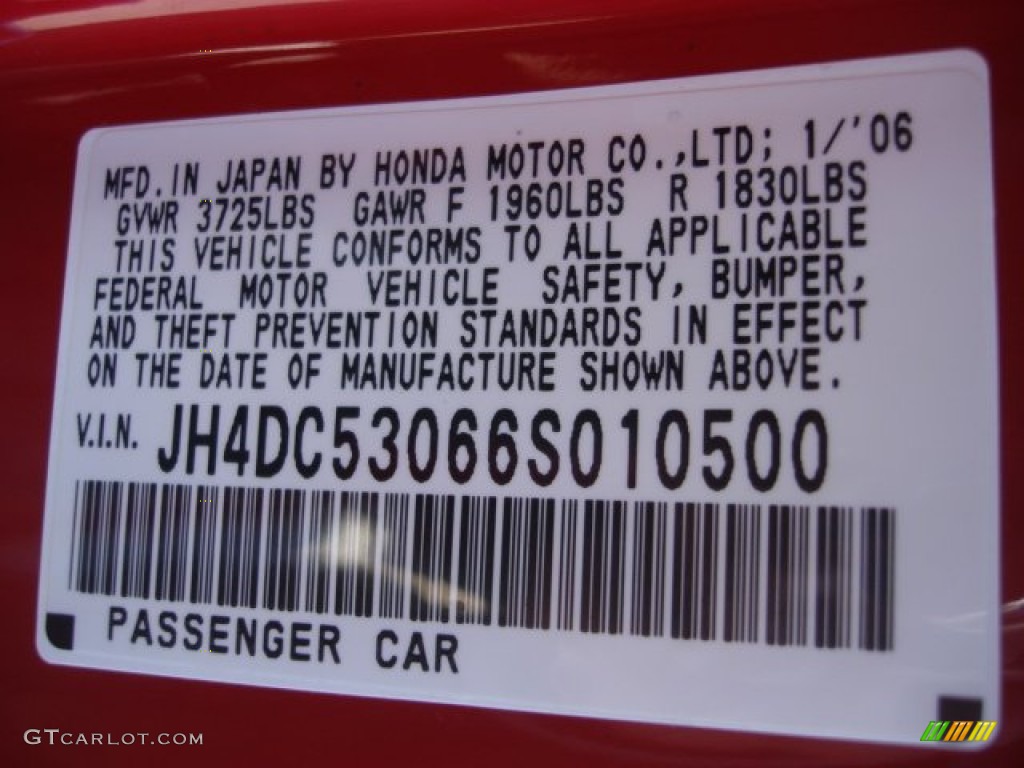 MFD. IN JAPAN BY HONDA MOTOR CO.,LTD; 1/'06
GVWR 3725LBS GAWR F 1960LBS R 1830LBS
THIS VEHICLE CONFORMS TO ALL APPLICABLE
FEDERAL MOTOR VEHICLE SAFETY, BUMPER,
AND THEFT PREVENTION STANDARDS IN EFFECT
ON THE DATE OF MANUFACTURE SHOWN ABOVE.
V.I.N. JH4DC53066S010500
PASSENGER CAR
GTCARLOT.COM